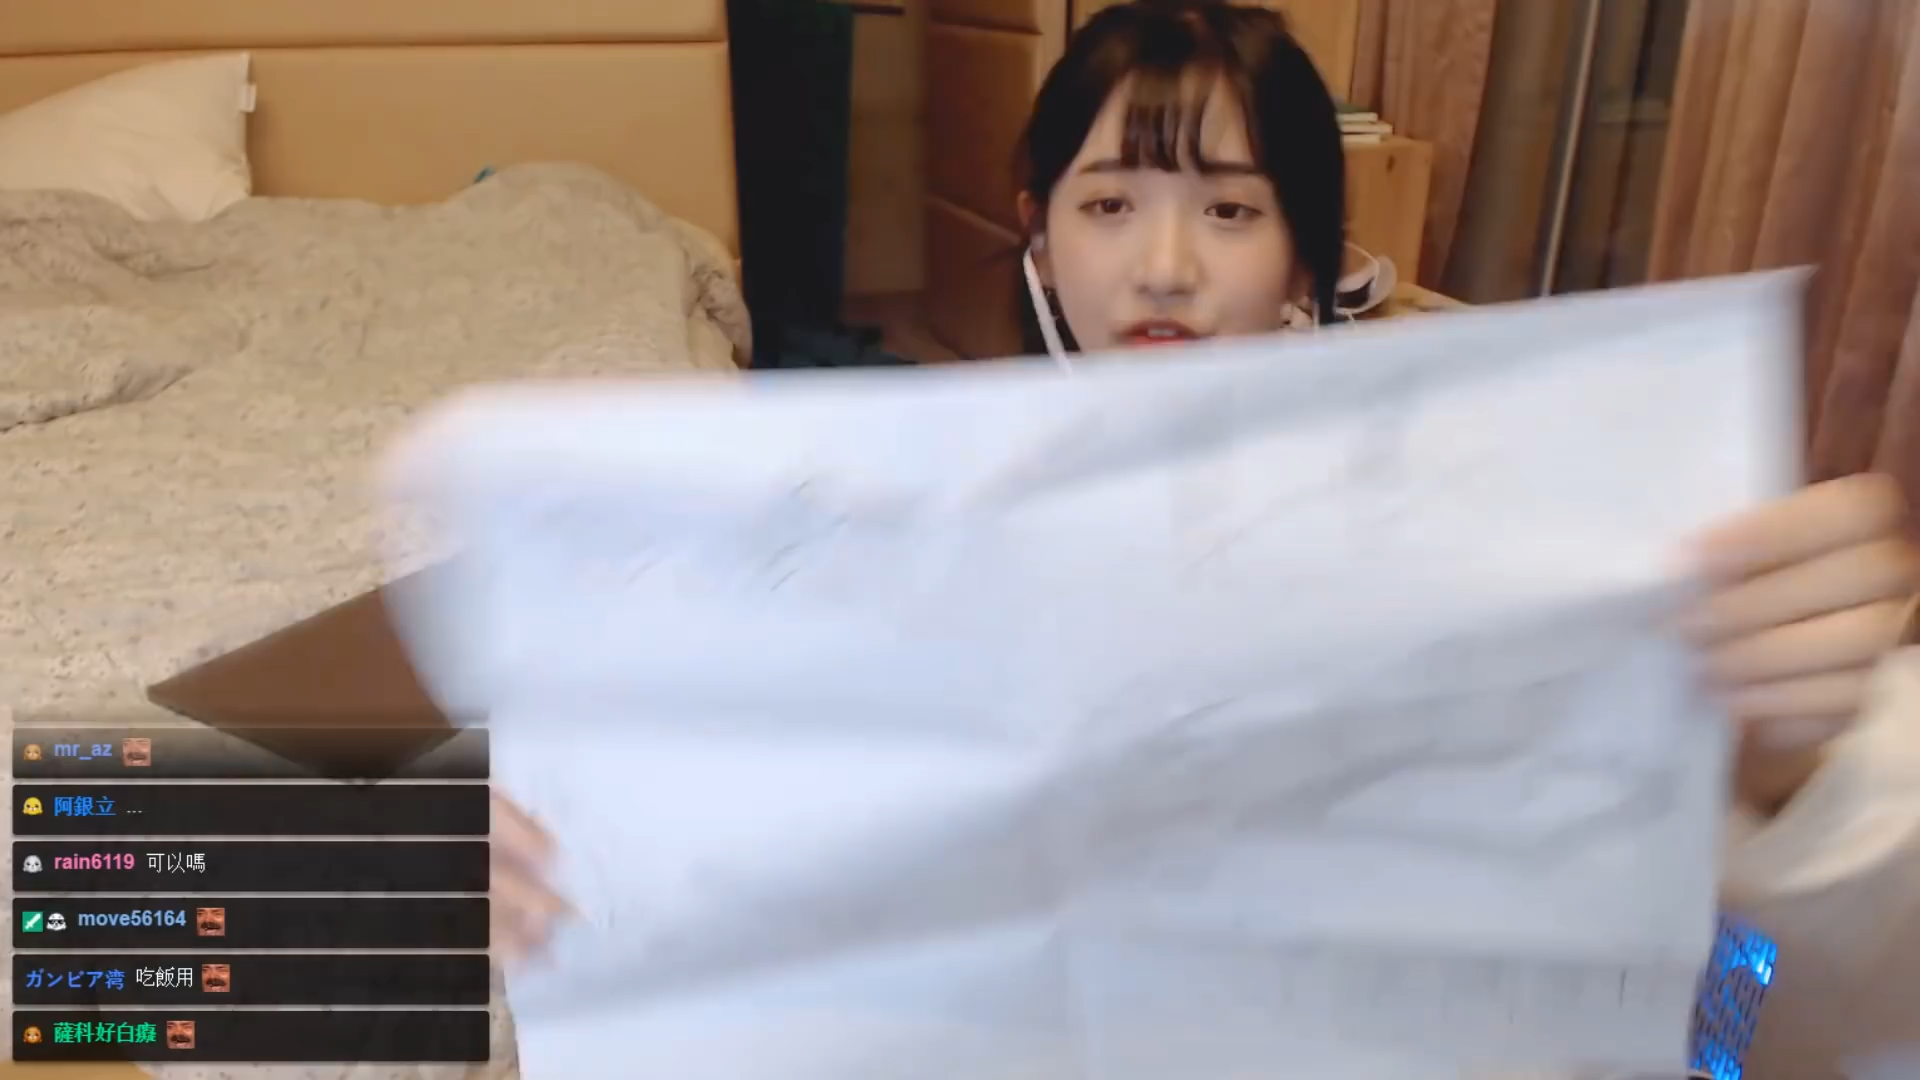 mr_az
阿銀立 ...
rain6119 可以嗎
move56164
ガンビア湾 吃飯用
薩科好白癡